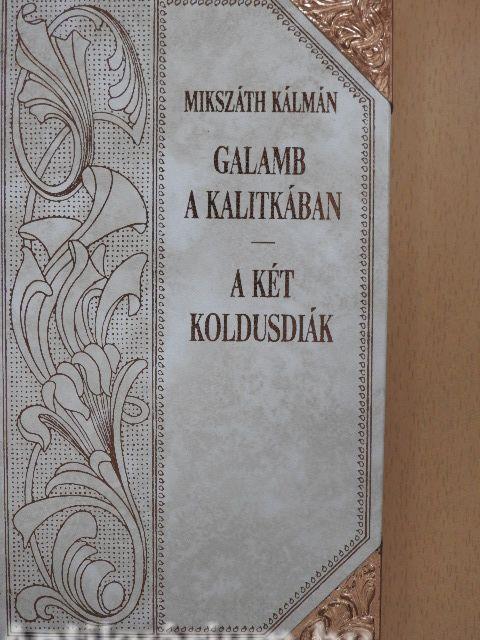 MIKSZÁTH KÁLMÁN
GALAMB
A KALITKÁBAN
A KÉT
KOLDUSDIÁK